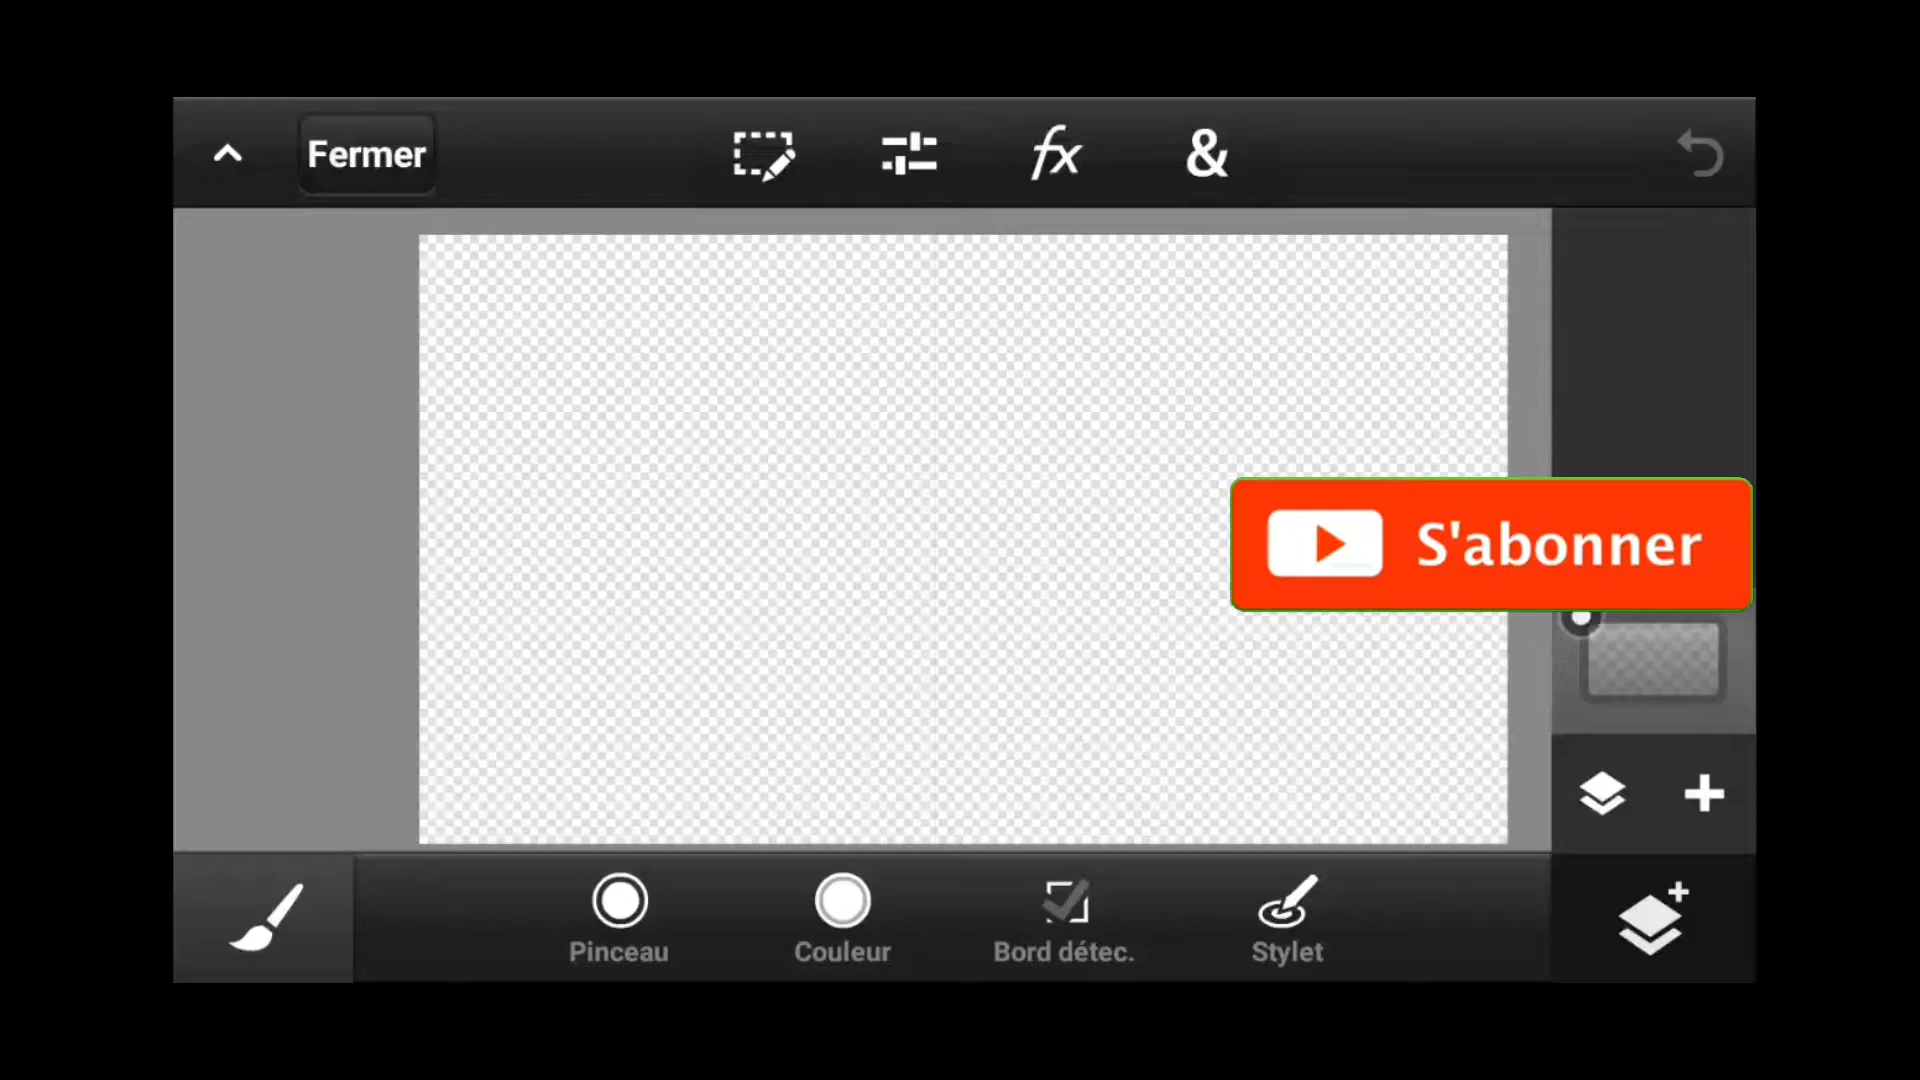 Fermer
&
S'abonner
Pinceau
Couleur
Bord détec.
Stylet